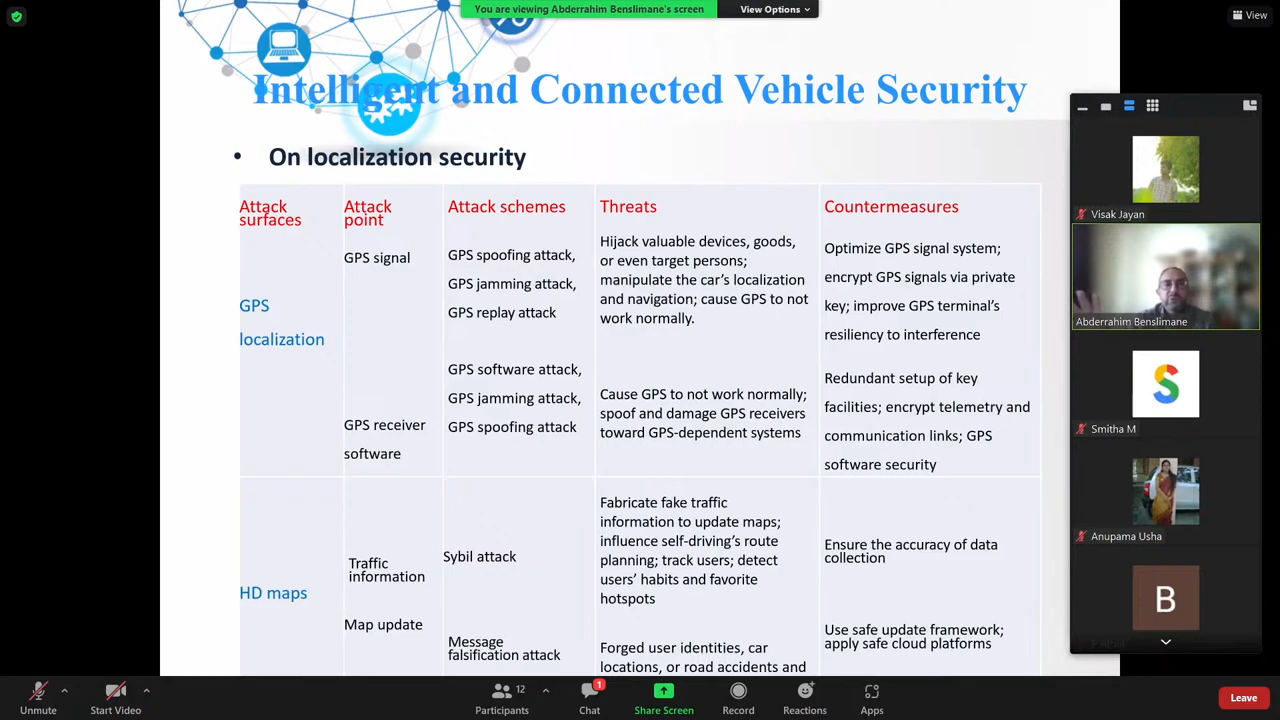 You are viewing Abderrahim Benslimane's screen
View Options
View
Intelligent and Connected Vehicle Security
• On localization security
Attack
surfaces
Attack
point
Attack schemes
Threats
Countermeasures
GPS
localization
GPS signal
GPS spoofing attack,
GPS jamming attack,
GPS replay attack
Hijack valuable devices, goods,
or even target persons;
manipulate the car's localization
and navigation; cause GPS to not
work normally.
Optimize GPS signal system;
encrypt GPS signals via private
key; improve GPS terminal's
resiliency to interference
GPS receiver
software
GPS software attack,
GPS jamming attack,
GPS spoofing attack
Cause GPS to not work normally;
spoof and damage GPS receivers
toward GPS-dependent systems
Redundant setup of key
facilities; encrypt telemetry and
communication links; GPS
software security
HD maps
Traffic
information
Sybil attack
Fabricate fake traffic
information to update maps;
influence self-driving's route
planning; track users; detect
users' habits and favorite
hotspots
Ensure the accuracy of data
collection
Map update
Message
falsification attack
Forged user identities, car
locations, or road accidents and
Use safe update framework;
apply safe cloud platforms
Visak Jayan
Abderrahim Benslimane
S
Smitha M
Anupama Usha
B
Unmute
Start Video
12
Participants
1
Chat
Share Screen
Record
Reactions
Apps
Leave